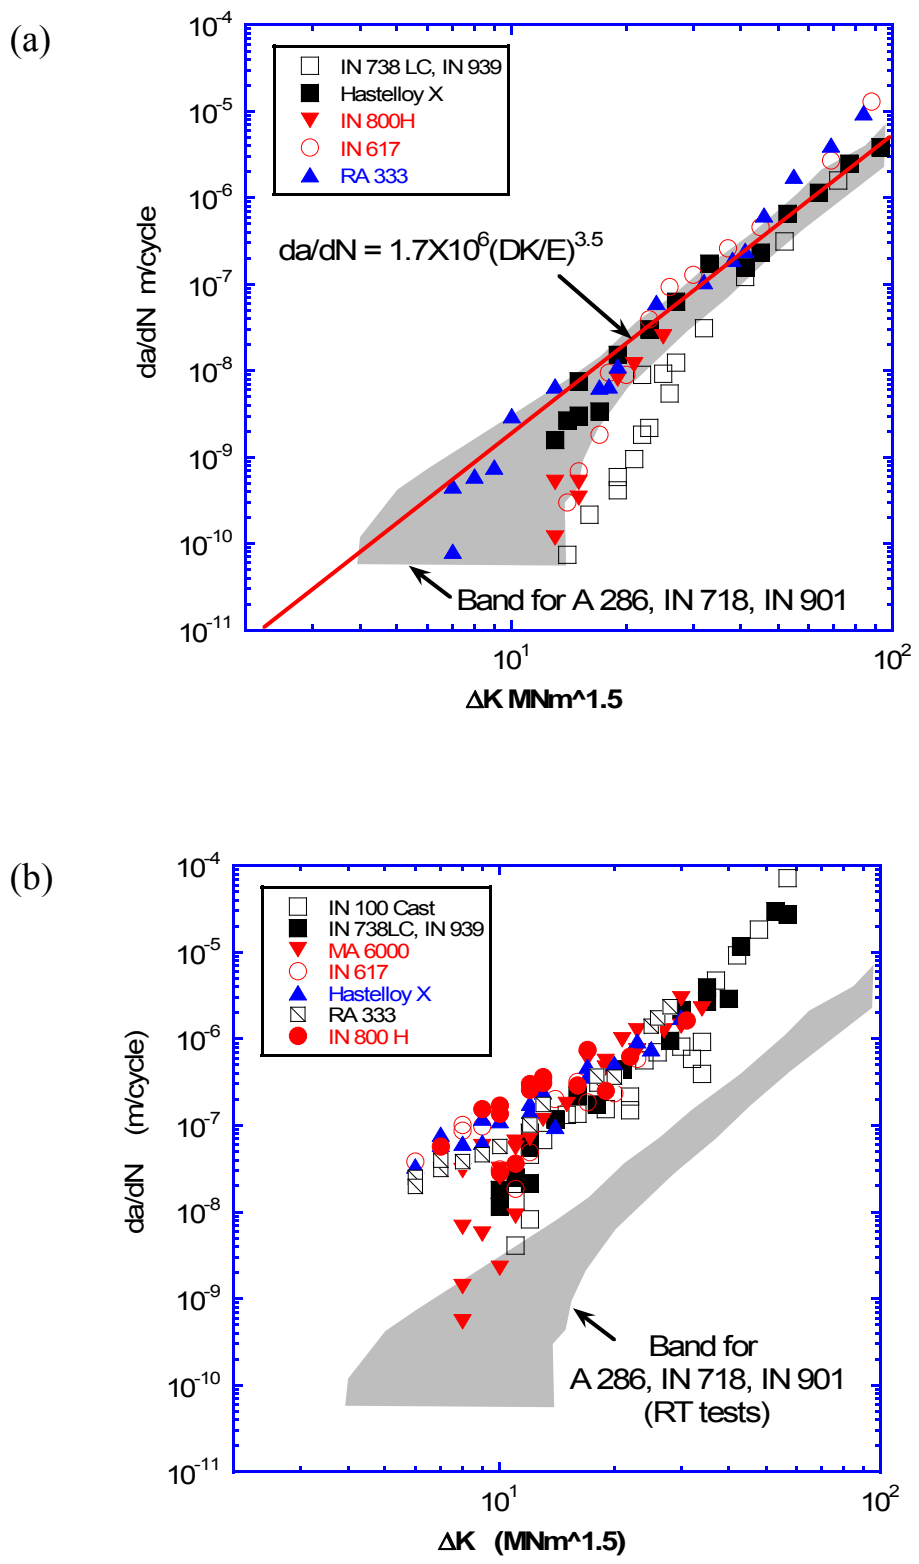 (a)
10^-4
10^-5
10^-6
10^-7
10^-8
10^-9
10^-10
10^-11
da/dN m/cycle
IN 738 LC, IN 939
Hastelloy X
IN 800H
IN 617
RA 333
da/dN = 1.7X10^6(DK/E)^3.5
Band for A 286, IN 718, IN 901
10^1
10^2
ΔK MNm^1.5
(b)
10^-4
10^-5
10^-6
10^-7
10^-8
10^-9
10^-10
10^-11
da/dN (m/cycle)
IN 100 Cast
IN 738LC, IN 939
MA 6000
IN 617
Hastelloy X
RA 333
IN 800 H
Band for
A 286, IN 718, IN 901
(RT tests)
10^1
10^2
ΔK (MNm^1.5)